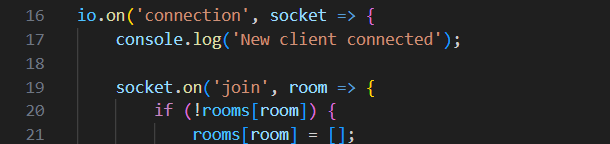 16 io.on('connection', socket => {
17     console.log('New client connected');
18
19     socket.on('join', room => {
20         if (!rooms[room]) {
21             rooms[room] = [];